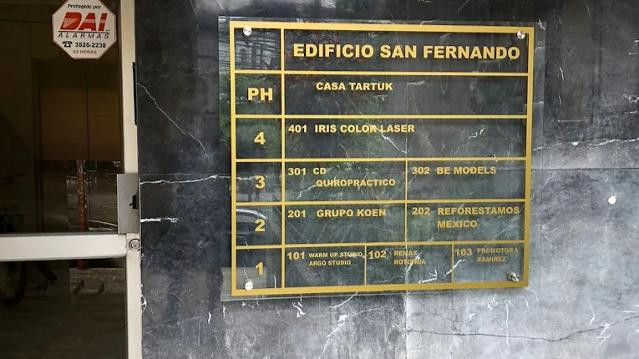 Protegido por
DAI
ALARMAS
☎ 3826-2238
24 HORAS
EDIFICIO SAN FERNANDO
PH CASA TARTUK
4 401 IRIS COLOR LASER
3 301 CD QUIROPRACTICO 302 BE MODELS
2 201 GRUPO KOEN 202 REFORESTAMOS MEXICO
1 101 WARM UP STUDIO ARGO STUDIO 102 REMAX ROTONDA 103 PROMOTORA RAMIREZ